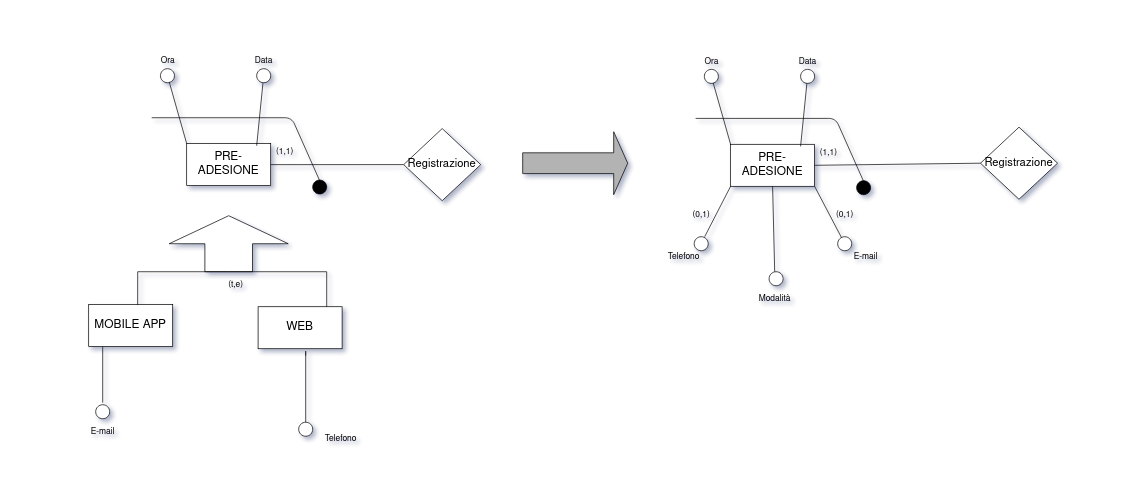 Ora
Data
PRE-
ADESIONE
(1,1)
Registrazione
(t,e)
MOBILE APP
WEB
E-mail
Telefono
Ora
Data
PRE-
ADESIONE
(1,1)
Registrazione
(0,1)
(0,1)
Telefono
E-mail
Modalità